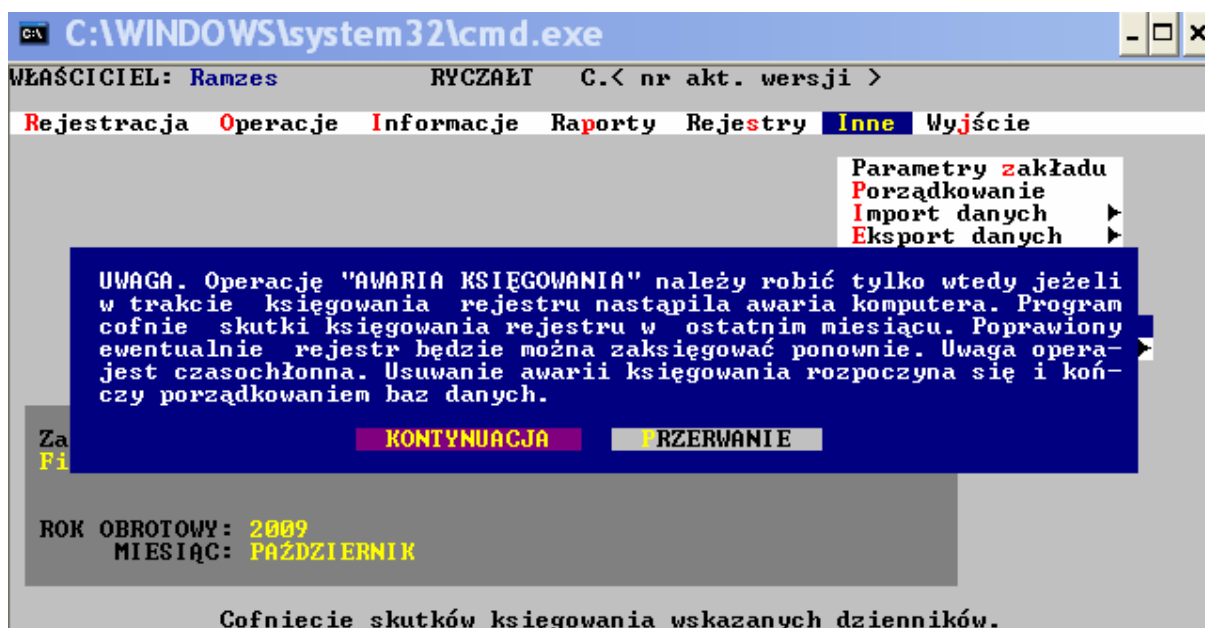 C:\WINDOWS\system32\cmd.exe
WŁAŚCICIEL: Ramzes RYCZAŁT C.< nr akt. wersji >
Rejestracja Operacje Informacje Raporty Rejestry Inne Wyjście
Parametry zakładu
Porządkowanie
Import danych
Eksport danych
UWAGA. Operację "AWARIA KSIĘGOWANIA" należy robić tylko wtedy jeżeli
w trakcie księgowania rejestru nastąpila awaria komputera. Program
cofnie skutki księgowania rejestru w ostatnim miesiącu. Poprawiony
ewentualnie rejestr będzie można zaksięgować ponownie. Uwaga opera-
jest czasochłonna. Usuwanie awarii księgowania rozpoczyna się i koń-
czy porządkowaniem baz danych.
KONTYNUACJA PRZERWANIE
Za
Fi
ROK OBROTOWY: 2009
MIESIĄC: PAŹDZIERNIK
Cofnięcie skutków księgowania wskazanych dzienników.